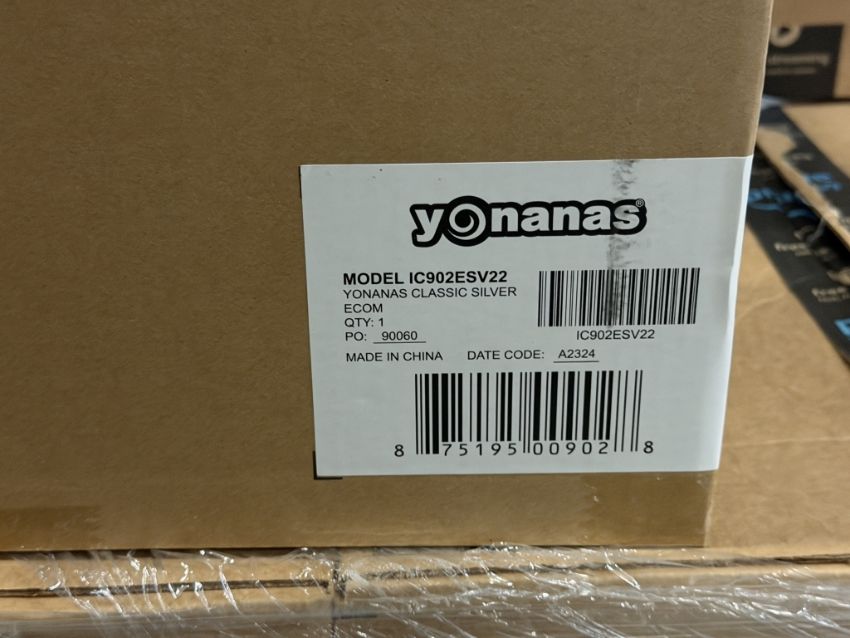 yonanas®
MODEL IC902ESV22
YONANAS CLASSIC SILVER
ECOM
QTY: 1
PO: 90060
IC902ESV22
MADE IN CHINA DATE CODE: A2324
8 75195 00902 8